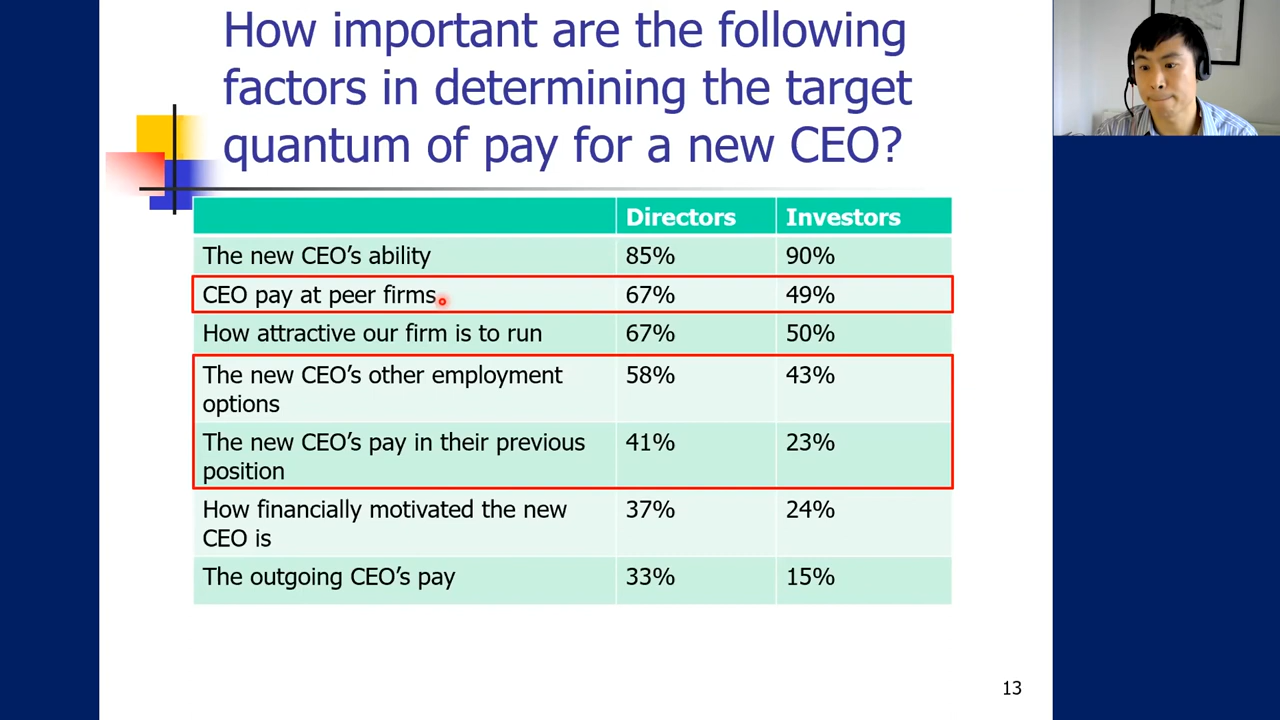 How important are the following
factors in determining the target
quantum of pay for a new CEO?
Directors Investors
The new CEO’s ability 85% 90%
CEO pay at peer firms 67% 49%
How attractive our firm is to run 67% 50%
The new CEO’s other employment 58% 43%
options
The new CEO’s pay in their previous 41% 23%
position
How financially motivated the new 37% 24%
CEO is
The outgoing CEO’s pay 33% 15%
13